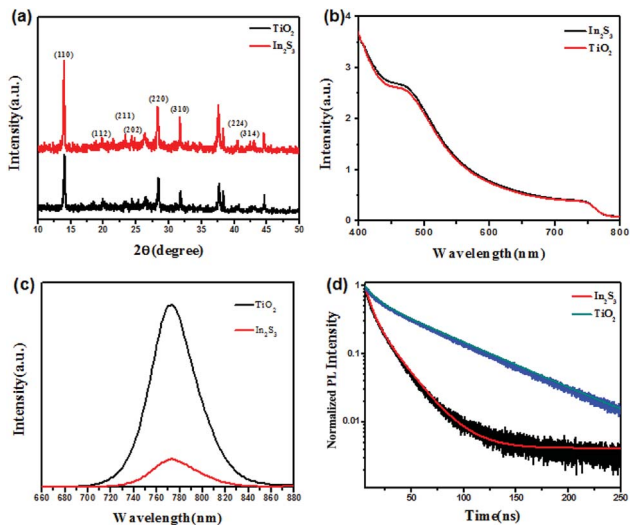 (a)
TiO₂
In₂S₃
(110)
(112)
(211)
(202)
(220)
(310)
(224)
(314)
Intensity(a.u.)
10 15 20 25 30 35 40 45 50
2Θ(degree)
(b)
In₂S₃
TiO₂
Intensity(a.u.)
4
3
2
1
0
400 500 600 700 800
Wavelength(nm)
(c)
TiO₂
In₂S₃
Intensity(a.u.)
660 680 700 720 740 760 780 800 820 840 860 880
Wavelength(nm)
(d)
In₂S₃
TiO₂
Normalized PL Intensity
1
0.1
0.01
50 100 150 200 250
Time(ns)